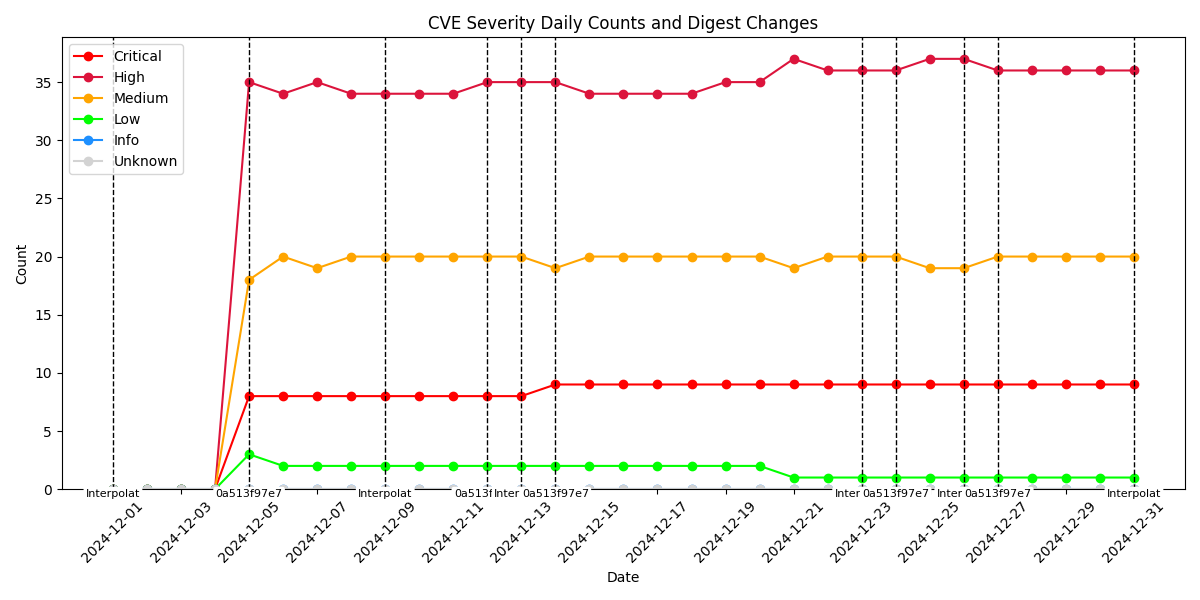 CVE Severity Daily Counts and Digest Changes
Critical
High
Medium
Low
Info
Unknown
35
30
25
20
15
10
5
0
Count
Interpolat
0a513f97e7
Interpolat
0a513f
Inter
0a513f97e7
Inter
0a513f97e7
Inter
0a513f97e7
Interpolat
2024-12-01
2024-12-03
2024-12-05
2024-12-07
2024-12-09
2024-12-11
2024-12-13
2024-12-15
2024-12-17
2024-12-19
2024-12-21
2024-12-23
2024-12-25
2024-12-27
2024-12-29
2024-12-31
Date